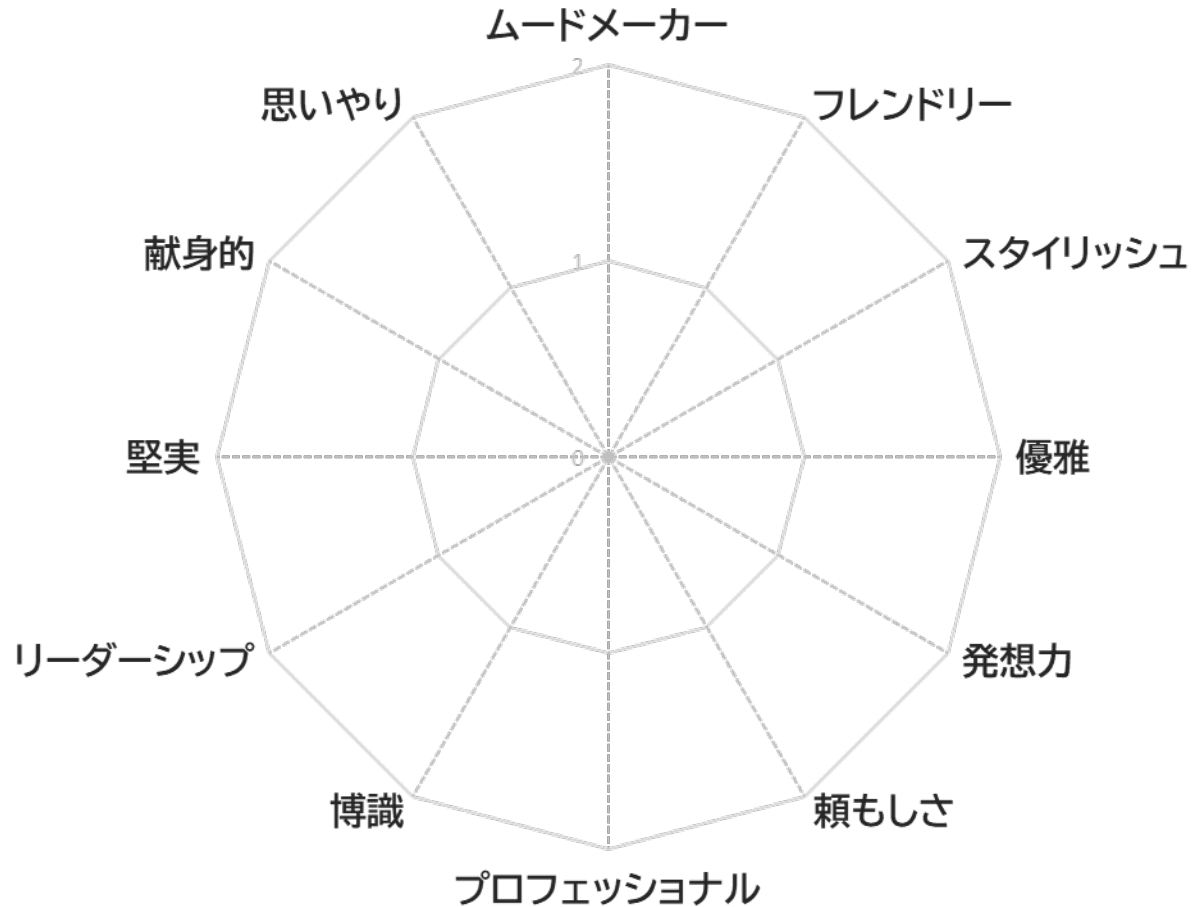 ムードメーカー
2
思いやり
フレンドリー
献身的
スタイリッシュ
1
堅実
0
優雅
リーダーシップ
発想力
博識
頼もしさ
プロフェッショナル